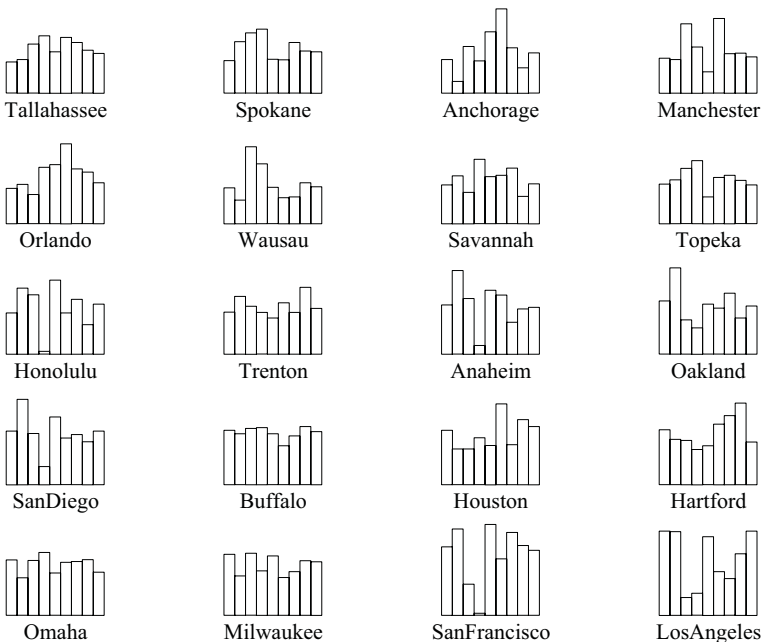 Tallahassee Spokane Anchorage Manchester
Orlando Wausau Savannah Topeka
Honolulu Trenton Anaheim Oakland
SanDiego Buffalo Houston Hartford
Omaha Milwaukee SanFrancisco LosAngeles